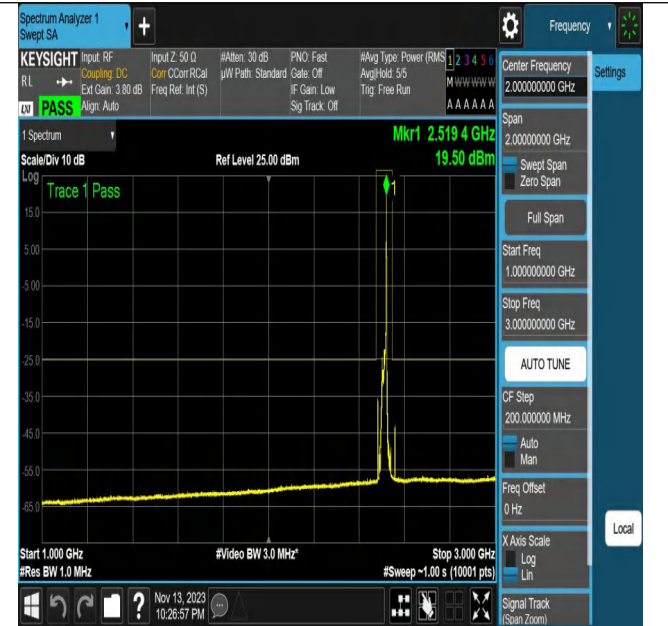 Spectrum Analyzer 1
Swept SA
+
Frequency
KEYSIGHT
RL
PASS
Input: RF
Coupling: DC
Ext Gain: 3.80 dB
Align: Auto
Input Z: 50 Ω
Corr CCorr RCal
Freq Ref: Int (S)
#Atten: 30 dB
µW Path: Standard
PNO: Fast
Gate: Off
IF Gain: Low
Sig Track: Off
#Avg Type: Power (RMS
Avg|Hold: 5/5
Trig: Free Run
1 2 3 4 5 6
M W W W W W
A A A A A A
1 Spectrum
Scale/Div 10 dB
Ref Level 25.00 dBm
Mkr1 2.519 4 GHz
19.50 dBm
Log
Trace 1 Pass
1
15.0
5.00
-5.00
-15.0
-25.0
-35.0
-45.0
-55.0
-65.0
Start 1.000 GHz
#Res BW 1.0 MHz
#Video BW 3.0 MHz*
Stop 3.000 GHz
#Sweep ~1.00 s (10001 pts)
Center Frequency
2.00000000 GHz
Settings
Span
2.00000000 GHz
Swept Span
Zero Span
Full Span
Start Freq
1.000000000 GHz
Stop Freq
3.000000000 GHz
AUTO TUNE
CF Step
200.000000 MHz
Auto
Man
Freq Offset
0 Hz
X Axis Scale
Log
Lin
Local
Signal Track
(Span Zoom)
?
Nov 13, 2023
10:26:57 PM